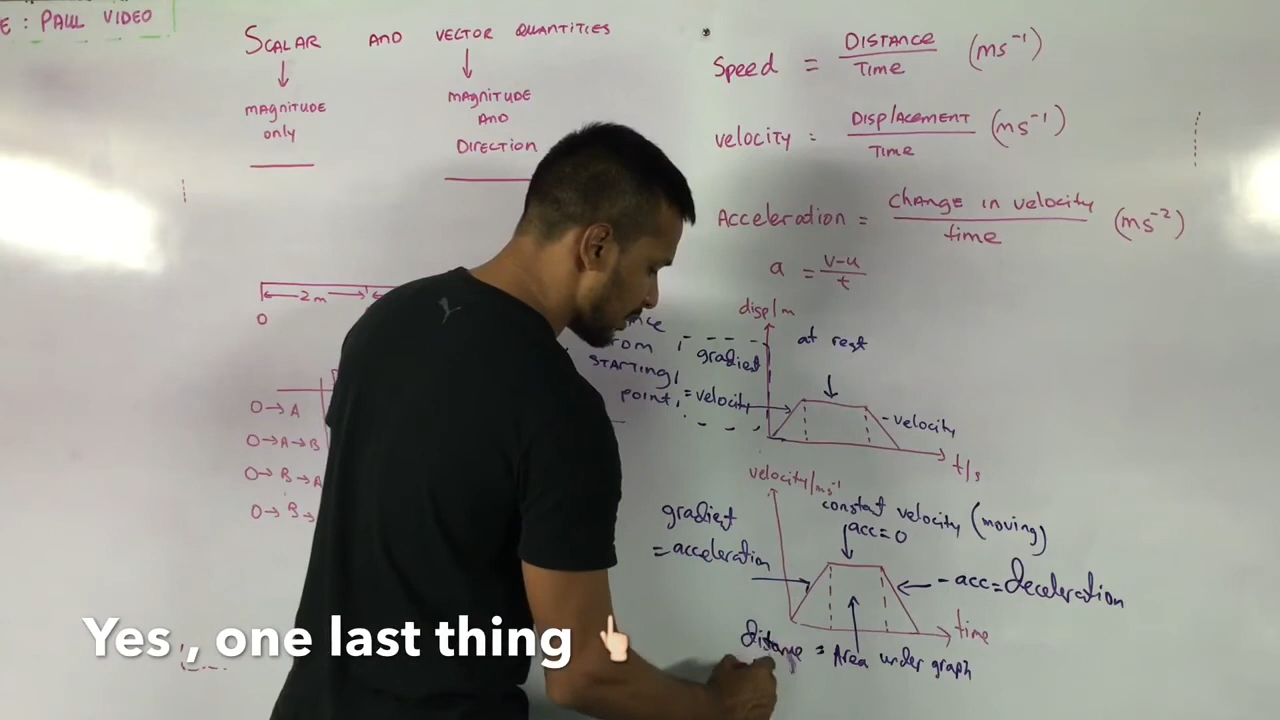 E : PAUL VIDEO
SCALAR AND VECTOR QUANTITIES
MAGNITUDE only
MAGNITUDE AND DIRECTION
Speed = DISTANCE / TIME (ms⁻¹)
velocity = DISPLACEMENT / TIME (ms⁻¹)
Acceleration = CHANGE in velocity / time (ms⁻²)
a = v-u / t
2m
0
O→A
O→A→B
O→B→A
O→B→
FROM
STARTING
point
disp/m
at rest
gradient
= velocity
-velocity
t/s
velocity/ms⁻¹
gradient
= acceleration
constat velocity (moving)
acc=0
- acc = deceleration
time
distance = Area under graph
Yes , one last thing 👆